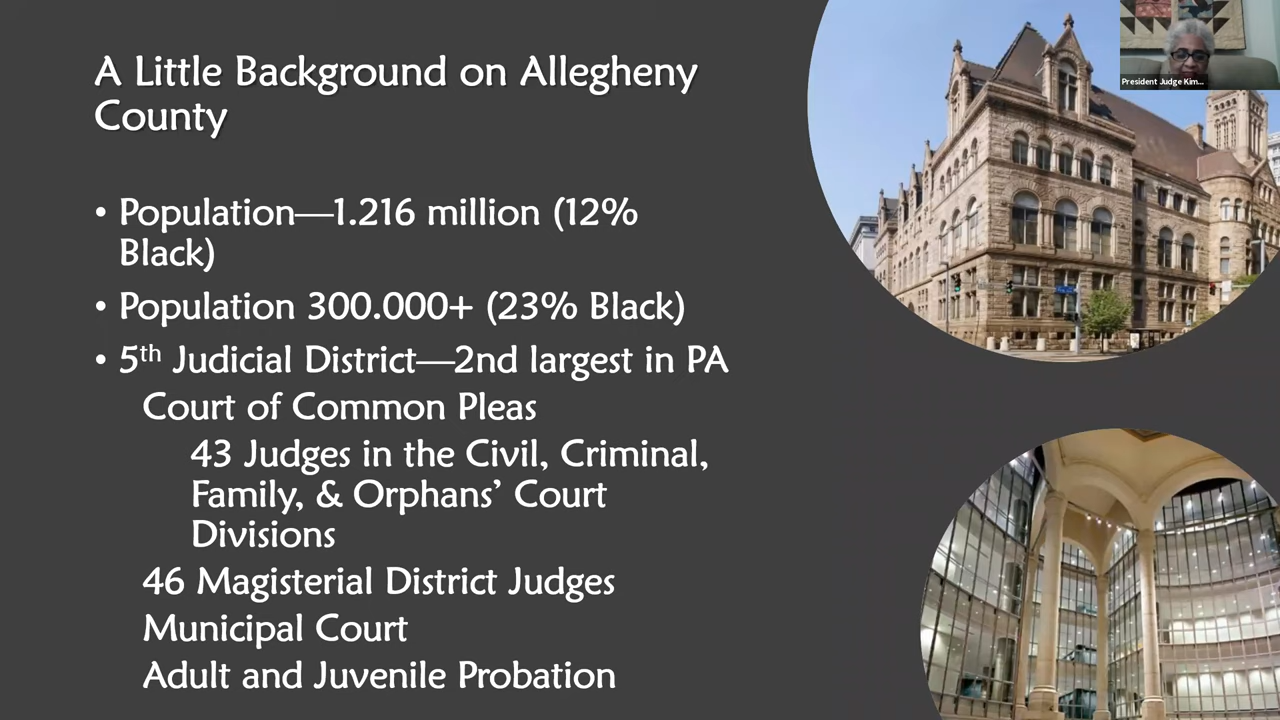 A Little Background on Allegheny
County
• Population—1.216 million (12%
Black)
• Population 300.000+ (23% Black)
• 5th Judicial District—2nd largest in PA
Court of Common Pleas
43 Judges in the Civil, Criminal,
Family, & Orphans’ Court
Divisions
46 Magisterial District Judges
Municipal Court
Adult and Juvenile Probation
President Judge Kim...